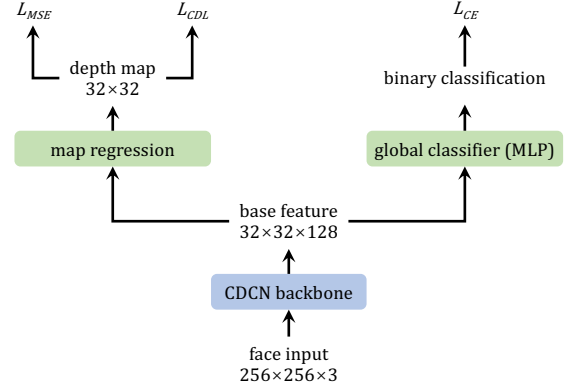 L_MSE L_CDL L_CE
depth map
32×32
binary classification
map regression
global classifier (MLP)
base feature
32×32×128
CDCN backbone
face input
256×256×3